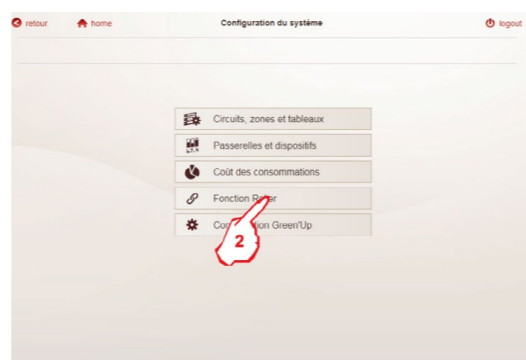 retour home Configuration du système logout
Circuits, zones et tableaux
Passerelles et dispositifs
Coût des consommations
Fonction
Green'Up
2